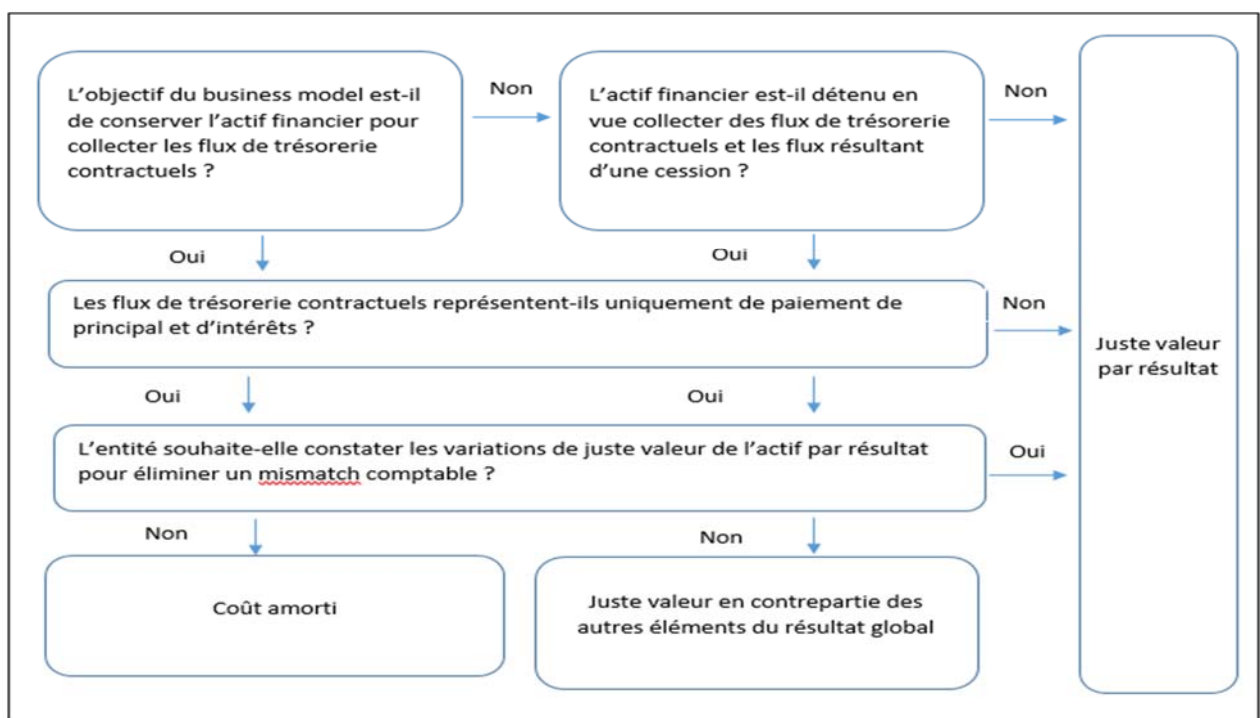 L’objectif du business model est-il
de conserver l’actif financier pour
collecter les flux de trésorerie
contractuels ?
Non
L’actif financier est-il détenu en
vue collecter des flux de trésorerie
contractuels et les flux résultant
d’une cession ?
Non
Oui
Oui
Les flux de trésorerie contractuels représentent-ils uniquement de paiement de
principal et d’intérêts ?
Non
Juste valeur
par résultat
Oui
Oui
L’entité souhaite-elle constater les variations de juste valeur de l’actif par résultat
pour éliminer un mismatch comptable ?
Oui
Non
Non
Coût amorti
Juste valeur en contrepartie des
autres éléments du résultat global